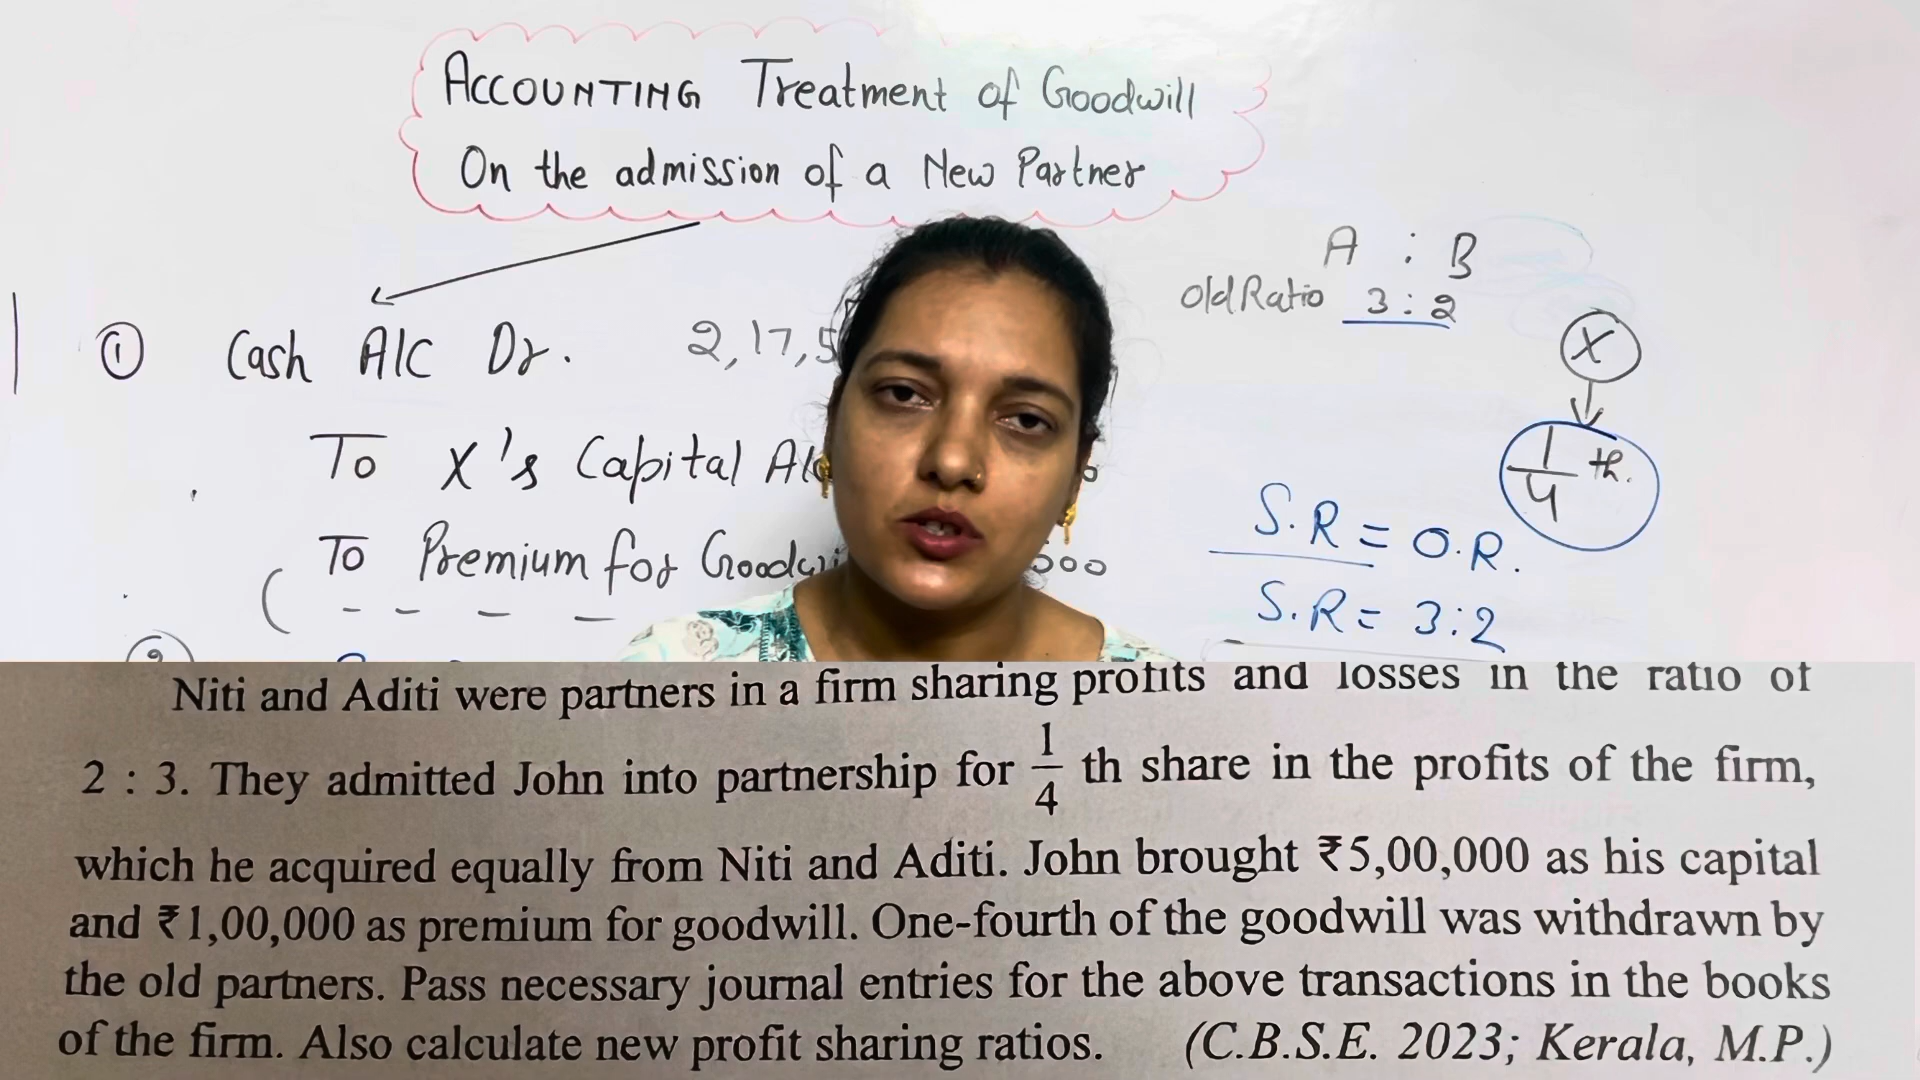 ACCOUNTING Treatment of Goodwill
On the admission of a New Partner
A : B
Old Ratio 3 : 2
X
1/4 th.
① Cash A/C Dr. 2,17,5
To X's Capital A/c
To Premium for 000
S.R = O.R.
S.R = 3:2
Niti and Aditi were partners in a firm sharing profits and losses in the ratio of
2 : 3. They admitted John into partnership for 1/4 th share in the profits of the firm,
which he acquired equally from Niti and Aditi. John brought ₹5,00,000 as his capital
and ₹1,00,000 as premium for goodwill. One-fourth of the goodwill was withdrawn by
the old partners. Pass necessary journal entries for the above transactions in the books
of the firm. Also calculate new profit sharing ratios. (C.B.S.E. 2023; Kerala, M.P.)